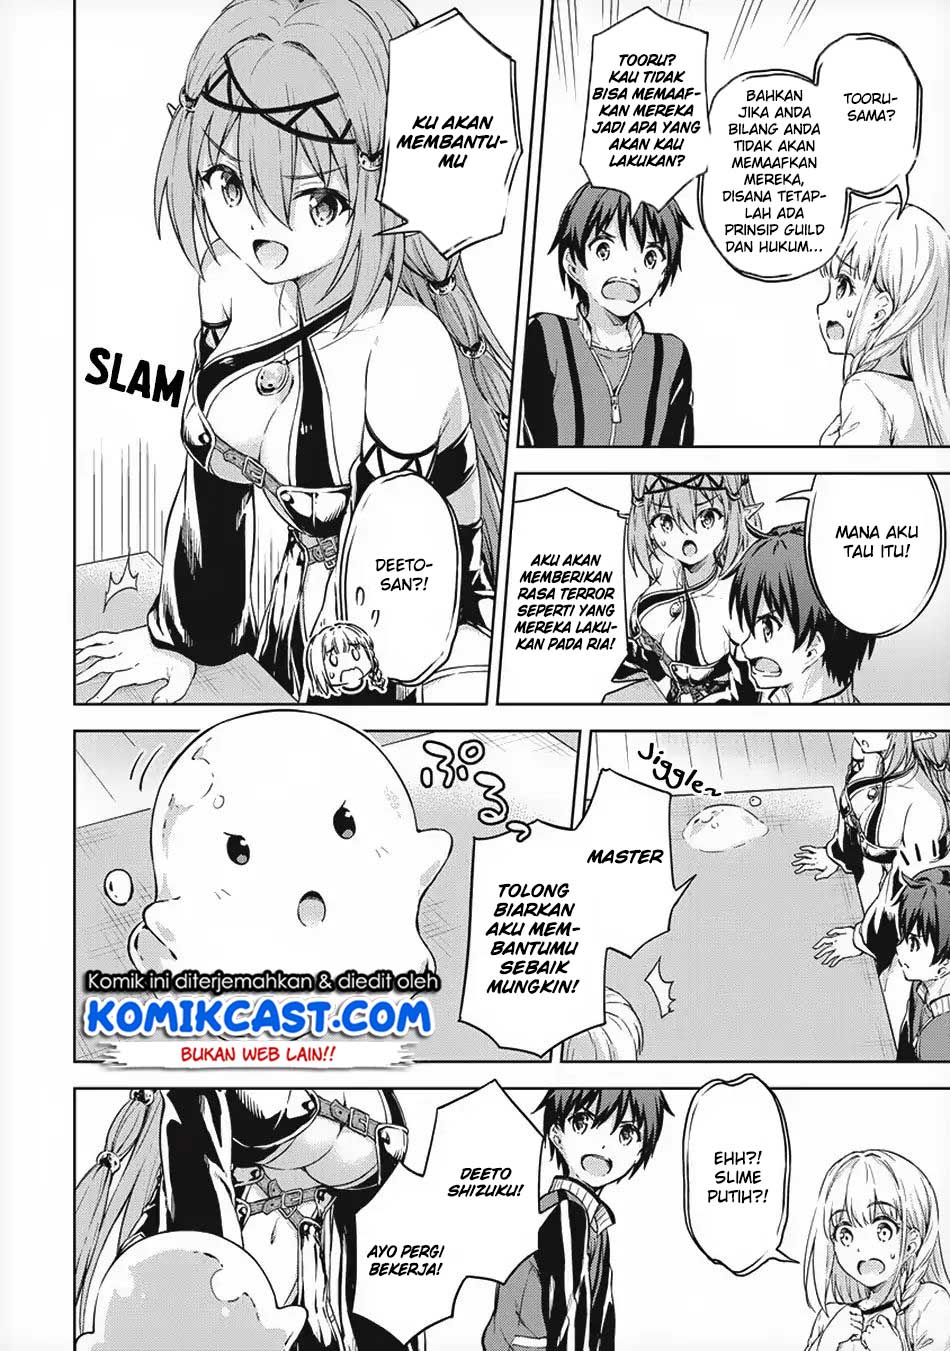 TOORU-
SAMA?
BAHKAN
JIKA ANDA
BILANG ANDA
TIDAK AKAN
MEMAAFKAN
MEREKA,
DISANA TETAP-
LAH ADA
PRINSIP GUILD
DAN HUKUM...
TOORU?
KAU TIDAK
BISA MEMAAF-
KAN MEREKA
JADI APA YANG
AKAN KAU
LAKUKAN?
KU AKAN
MEMBANTU-
MU
SLAM
DEETO-
SAN?!
MANA AKU
TAU ITU!
AKU AKAN
MEMBERIKAN
RASA TERROR
SEPERTI YANG
MEREKA LAKU-
KAN PADA RIA!
Jiggle~
ぷるっ
MASTER
TOLONG
BIARKAN
AKU MEM-
BANTUMU
SEBAIK
MUNGKIN!
Komik ini diterjemahkan & diedit oleh
KOMIKCAST.COM
BUKAN WEB LAIN!!
EHH?!
SLIME
PUTIH?!
DEETO
SHIZUKU!
AYO PERGI
BEKERJA!